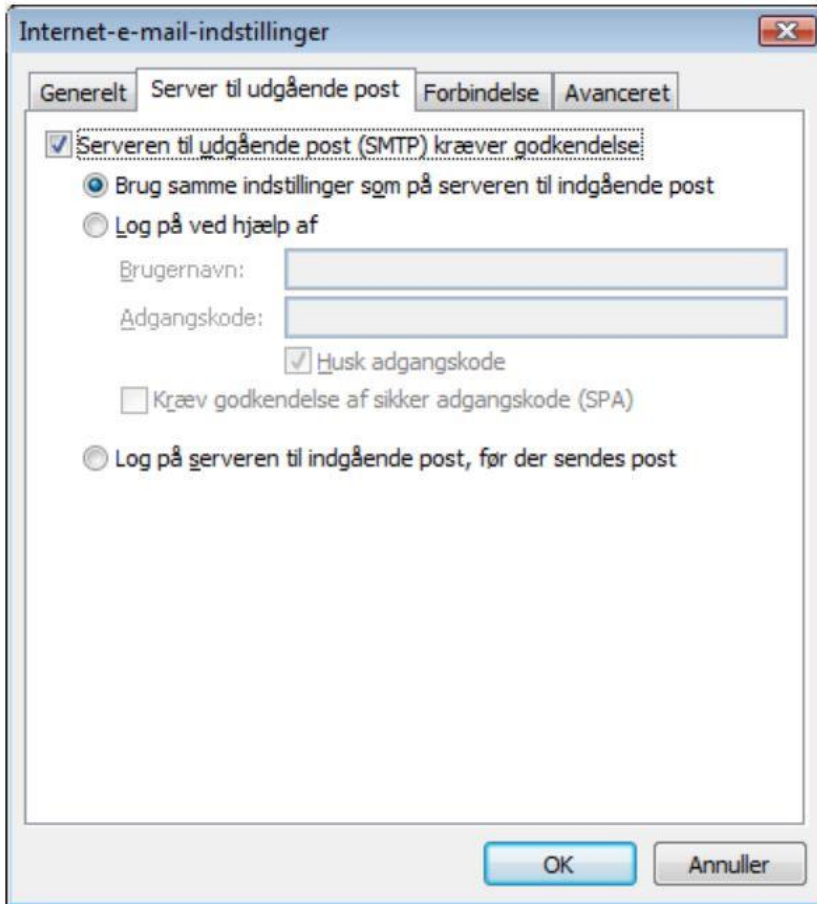 Internet-e-mail-indstillinger
Generelt
Server til udgående post
Forbindelse
Avanceret
Serveren til udgående post (SMTP) kræver godkendelse
Brug samme indstillinger som på serveren til indgående post
Log på ved hjælp af
Brugernavn:
Adgangskode:
Husk adgangskode
Kræv godkendelse af sikker adgangskode (SPA)
Log på serveren til indgående post, før der sendes post
OK
Annuller